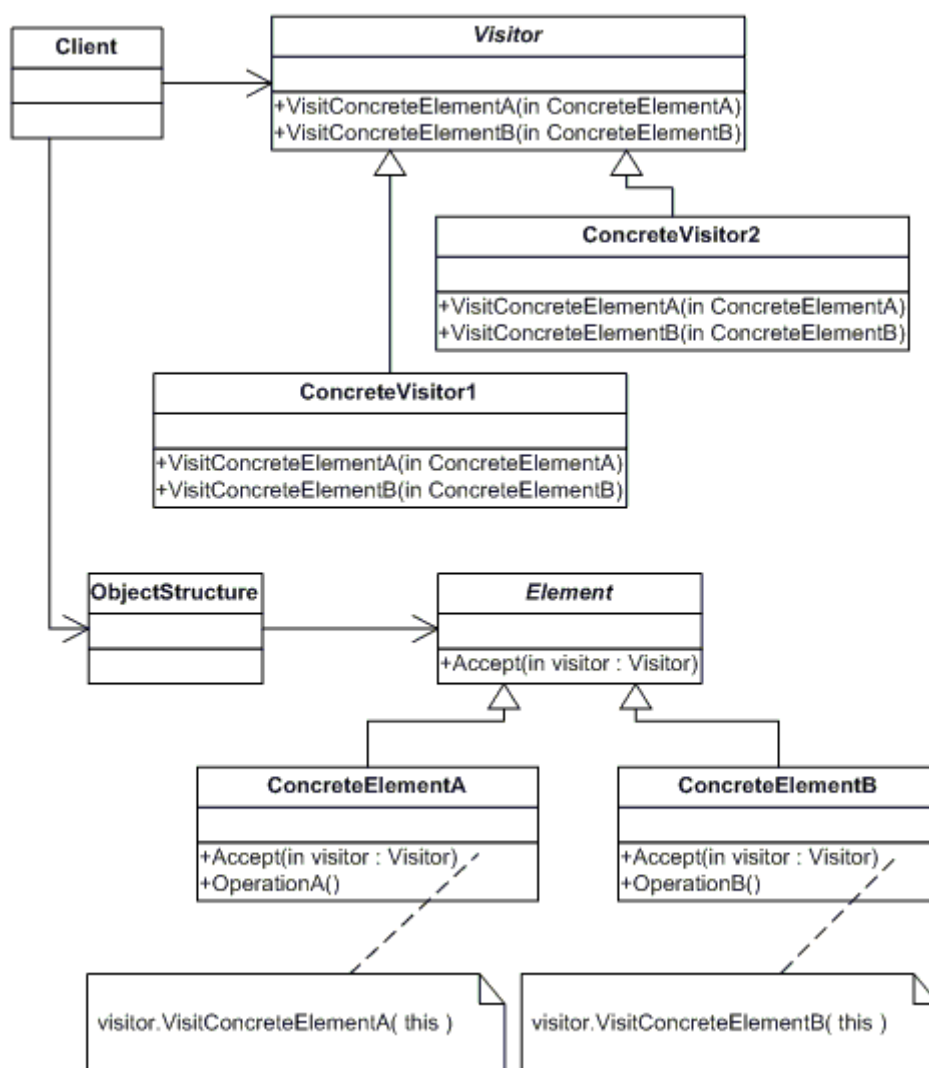 Client
Visitor
+VisitConcreteElementA(in ConcreteElementA)
+VisitConcreteElementB(in ConcreteElementB)
ConcreteVisitor2
+VisitConcreteElementA(in ConcreteElementA)
+VisitConcreteElementB(in ConcreteElementB)
ConcreteVisitor1
+VisitConcreteElementA(in ConcreteElementA)
+VisitConcreteElementB(in ConcreteElementB)
ObjectStructure
Element
+Accept(in visitor : Visitor)
ConcreteElementA
+Accept(in visitor : Visitor)
+OperationA()
ConcreteElementB
+Accept(in visitor : Visitor)
+OperationB()
visitor.VisitConcreteElementA( this )
visitor.VisitConcreteElementB( this )